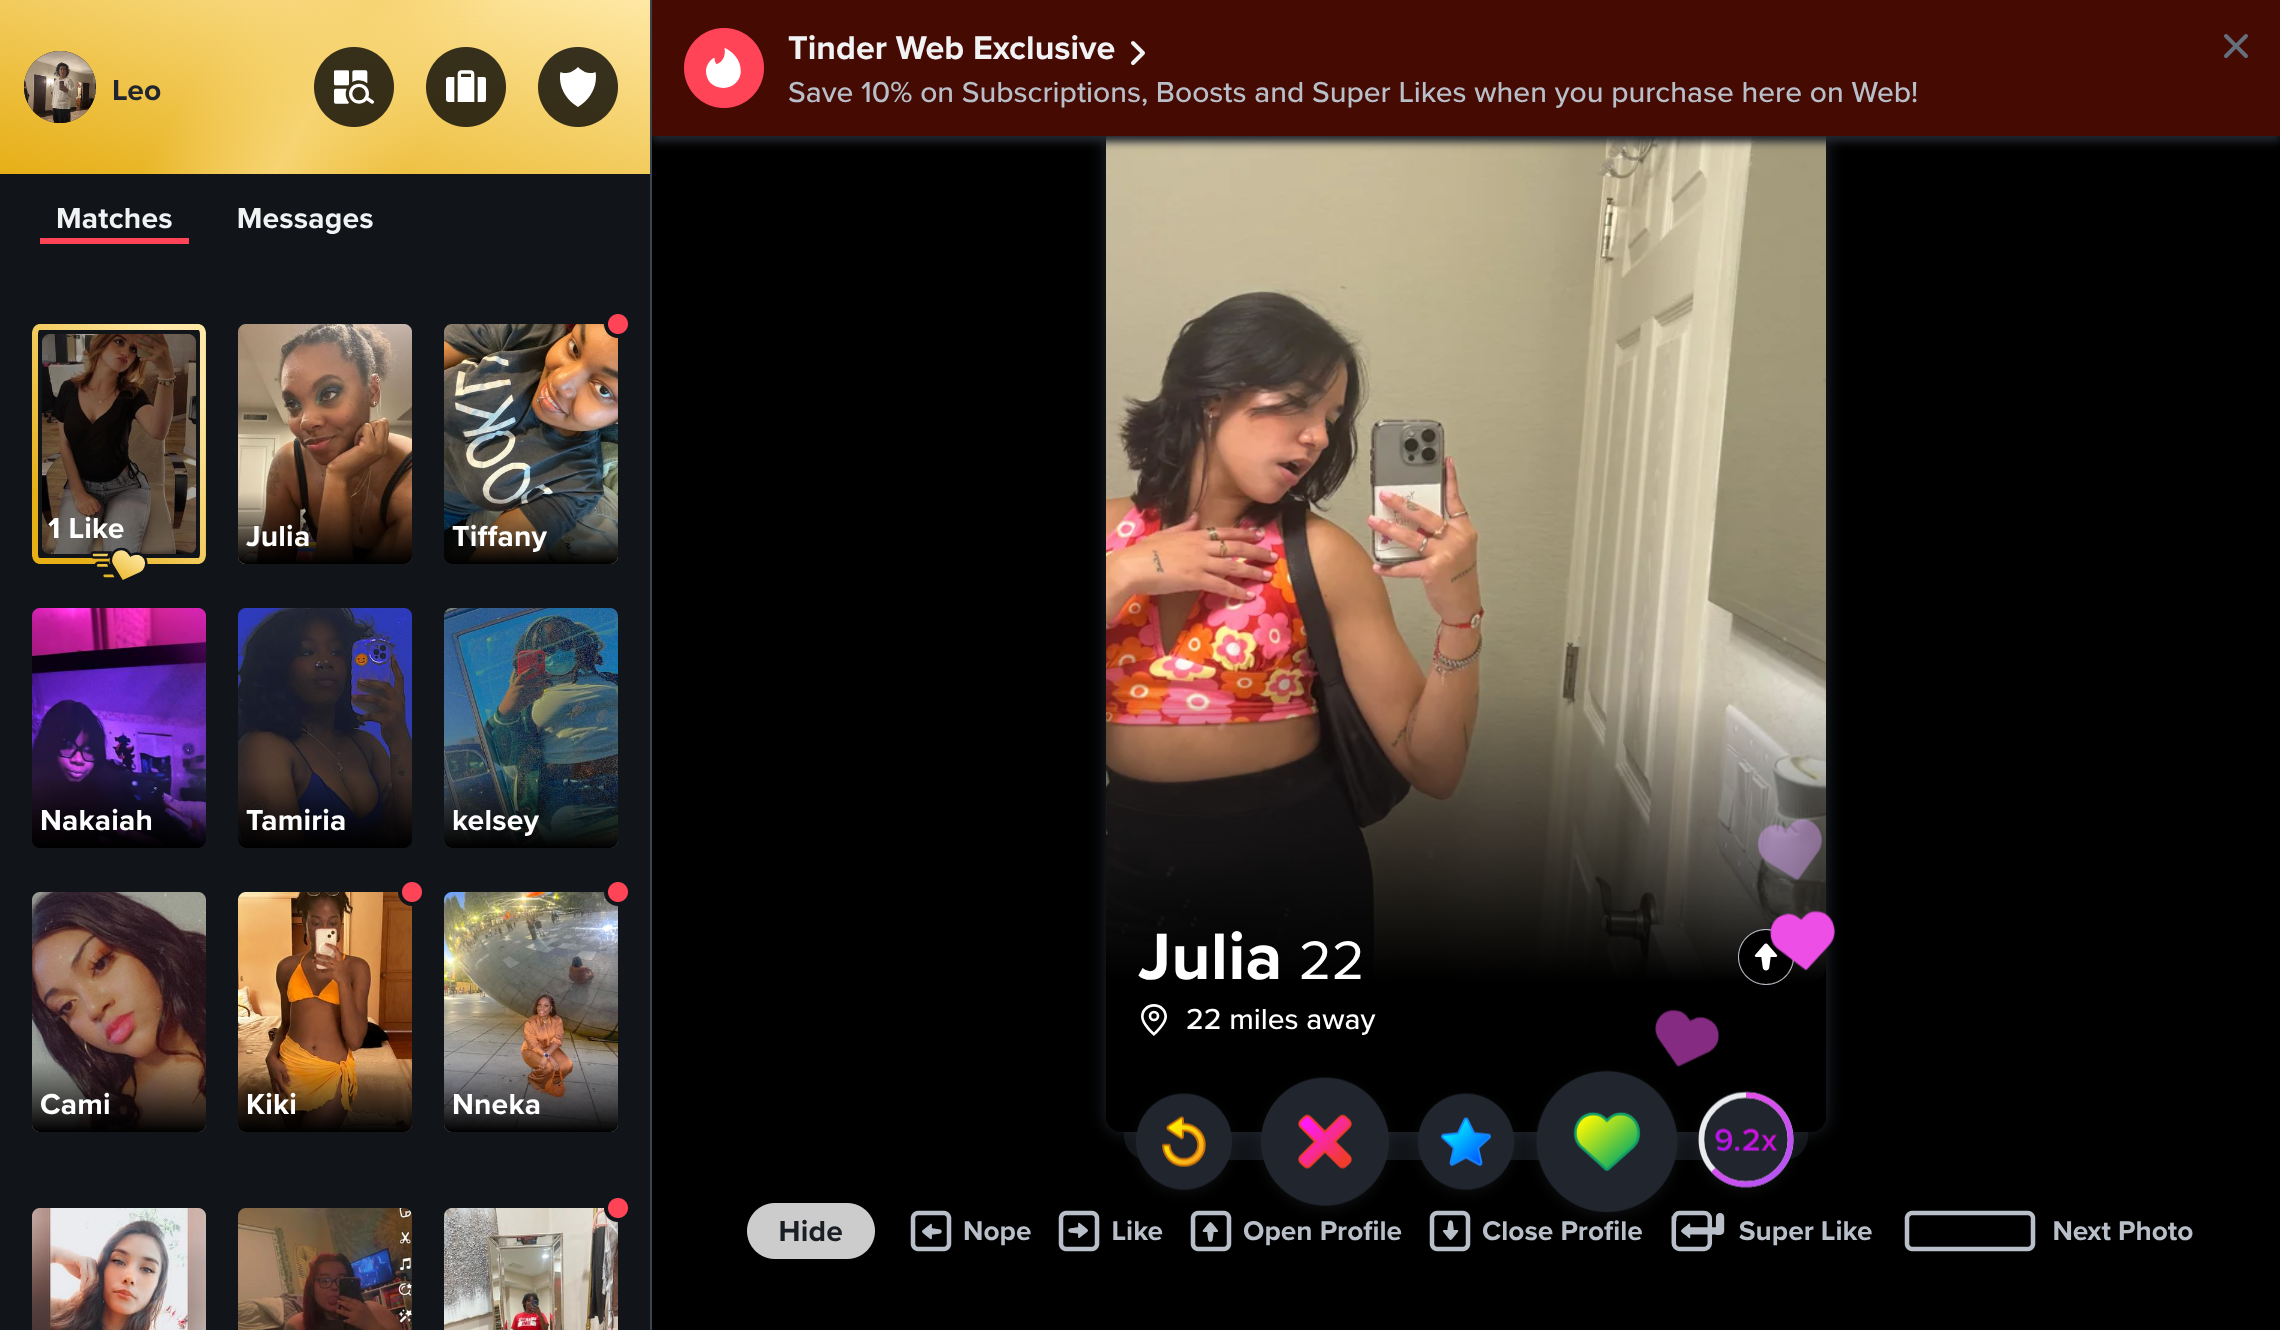 Leo
Tinder Web Exclusive
Save 10% on Subscriptions, Boosts and Super Likes when you purchase here on Web!
Matches
Messages
1 Like
Julia
Tiffany
Nakaiah
Tamiria
kelsey
Cami
Kiki
Nneka
Julia 22
22 miles away
9.2x
Hide
Nope
Like
Open Profile
Close Profile
Super Like
Next Photo